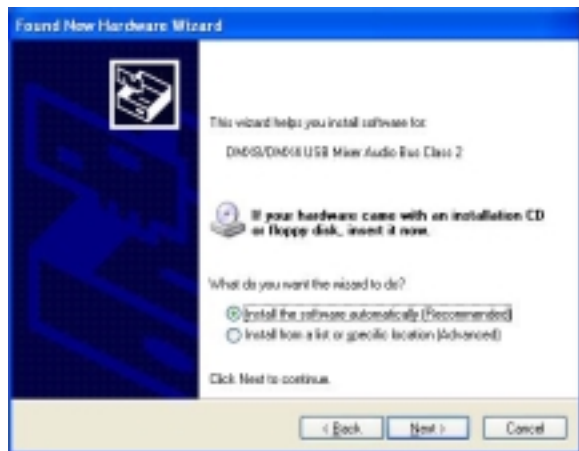 Found New Hardware Wizard
This wizard helps you install software for:
USB Mixer Audio Bus Class 2
If your hardware came with an installation CD
or floppy disk, insert it now.
What do you want the wizard to do?
Install the software automatically (Recommended)
Install from a list or specific location (Advanced)
Click Next to continue.
< Back
Next >
Cancel